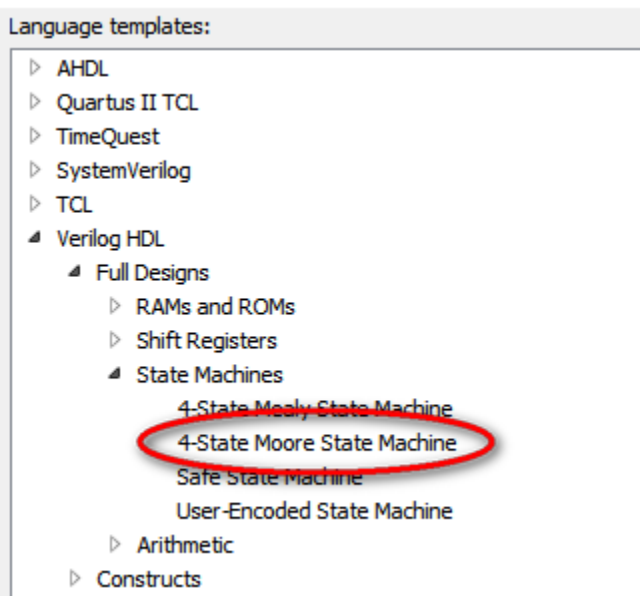 Language templates:
AHDL
Quartus II TCL
TimeQuest
SystemVerilog
TCL
Verilog HDL
Full Designs
RAMs and ROMs
Shift Registers
State Machines
4-State Mealy State Machine
4-State Moore State Machine
Safe State Machine
User-Encoded State Machine
Arithmetic
Constructs